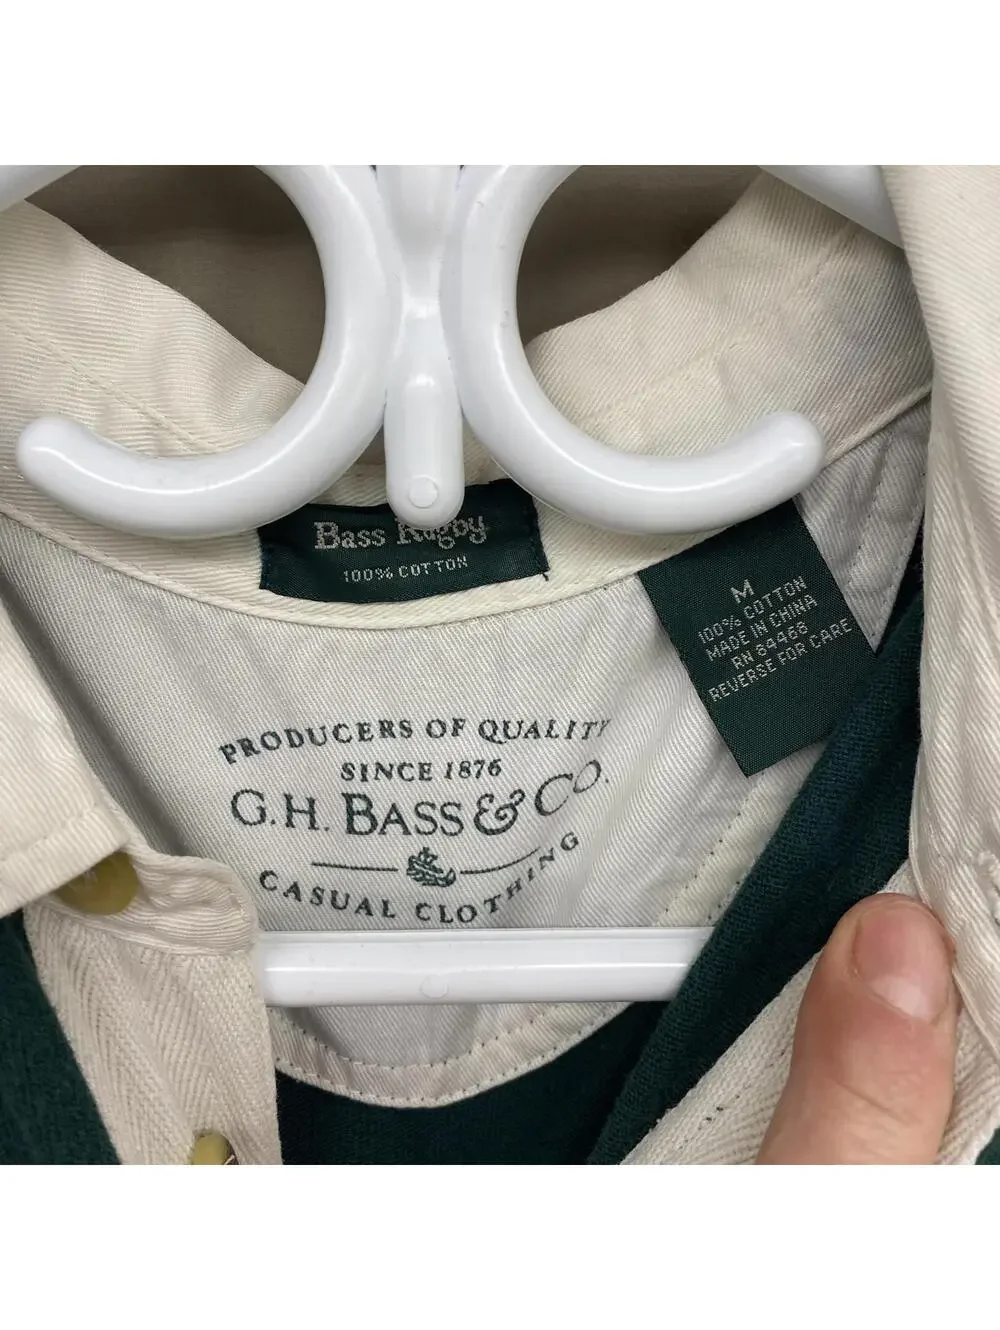 Bass Rugby
100% COTTON
M
100% COTTON
MADE IN CHINA
RN 84468
REVERSE FOR CARE
PRODUCERS OF QUALITY
SINCE 1876
G.H. BASS & CO.
CASUAL CLOTHING